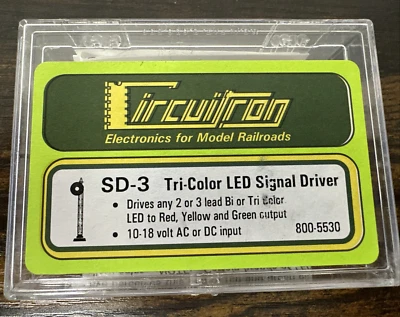 Circuitron
Electronics for Model Railroads
SD-3 Tri-Color LED Signal Driver
• Drives any 2 or 3 lead Bi or Tri color
LED to Red, Yellow and Green output
• 10-18 volt AC or DC input 800-5530